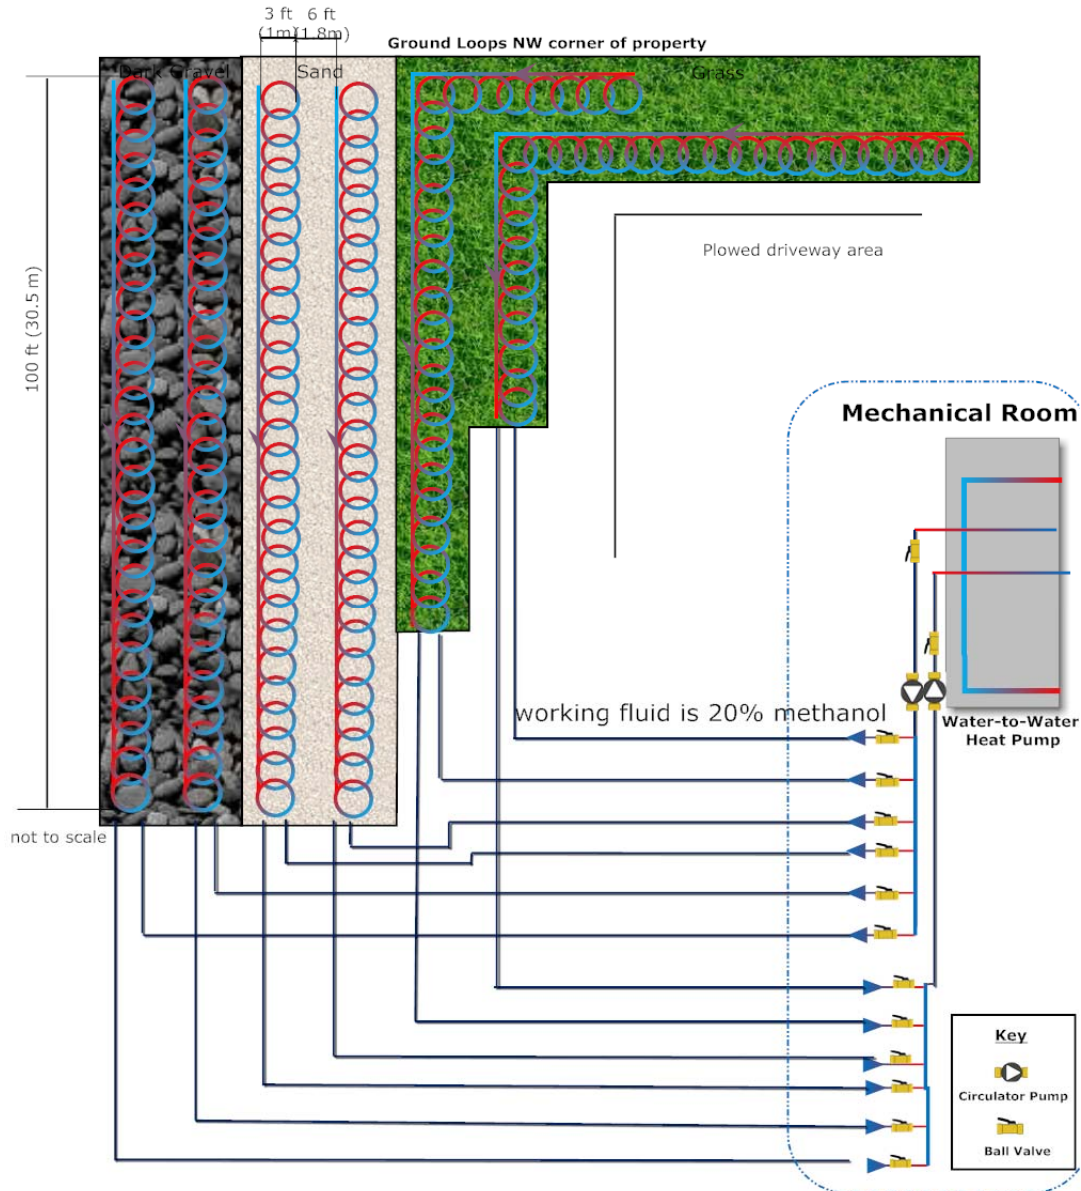 3 ft
(1m)
6 ft
(1.8m)
Ground Loops NW corner of property
Dark Gravel
Sand
Grass
Plowed driveway area
100 ft (30.5 m)
Mechanical Room
working fluid is 20% methanol
Water-to-Water
Heat Pump
not to scale
Key
Circulator Pump
Ball Valve